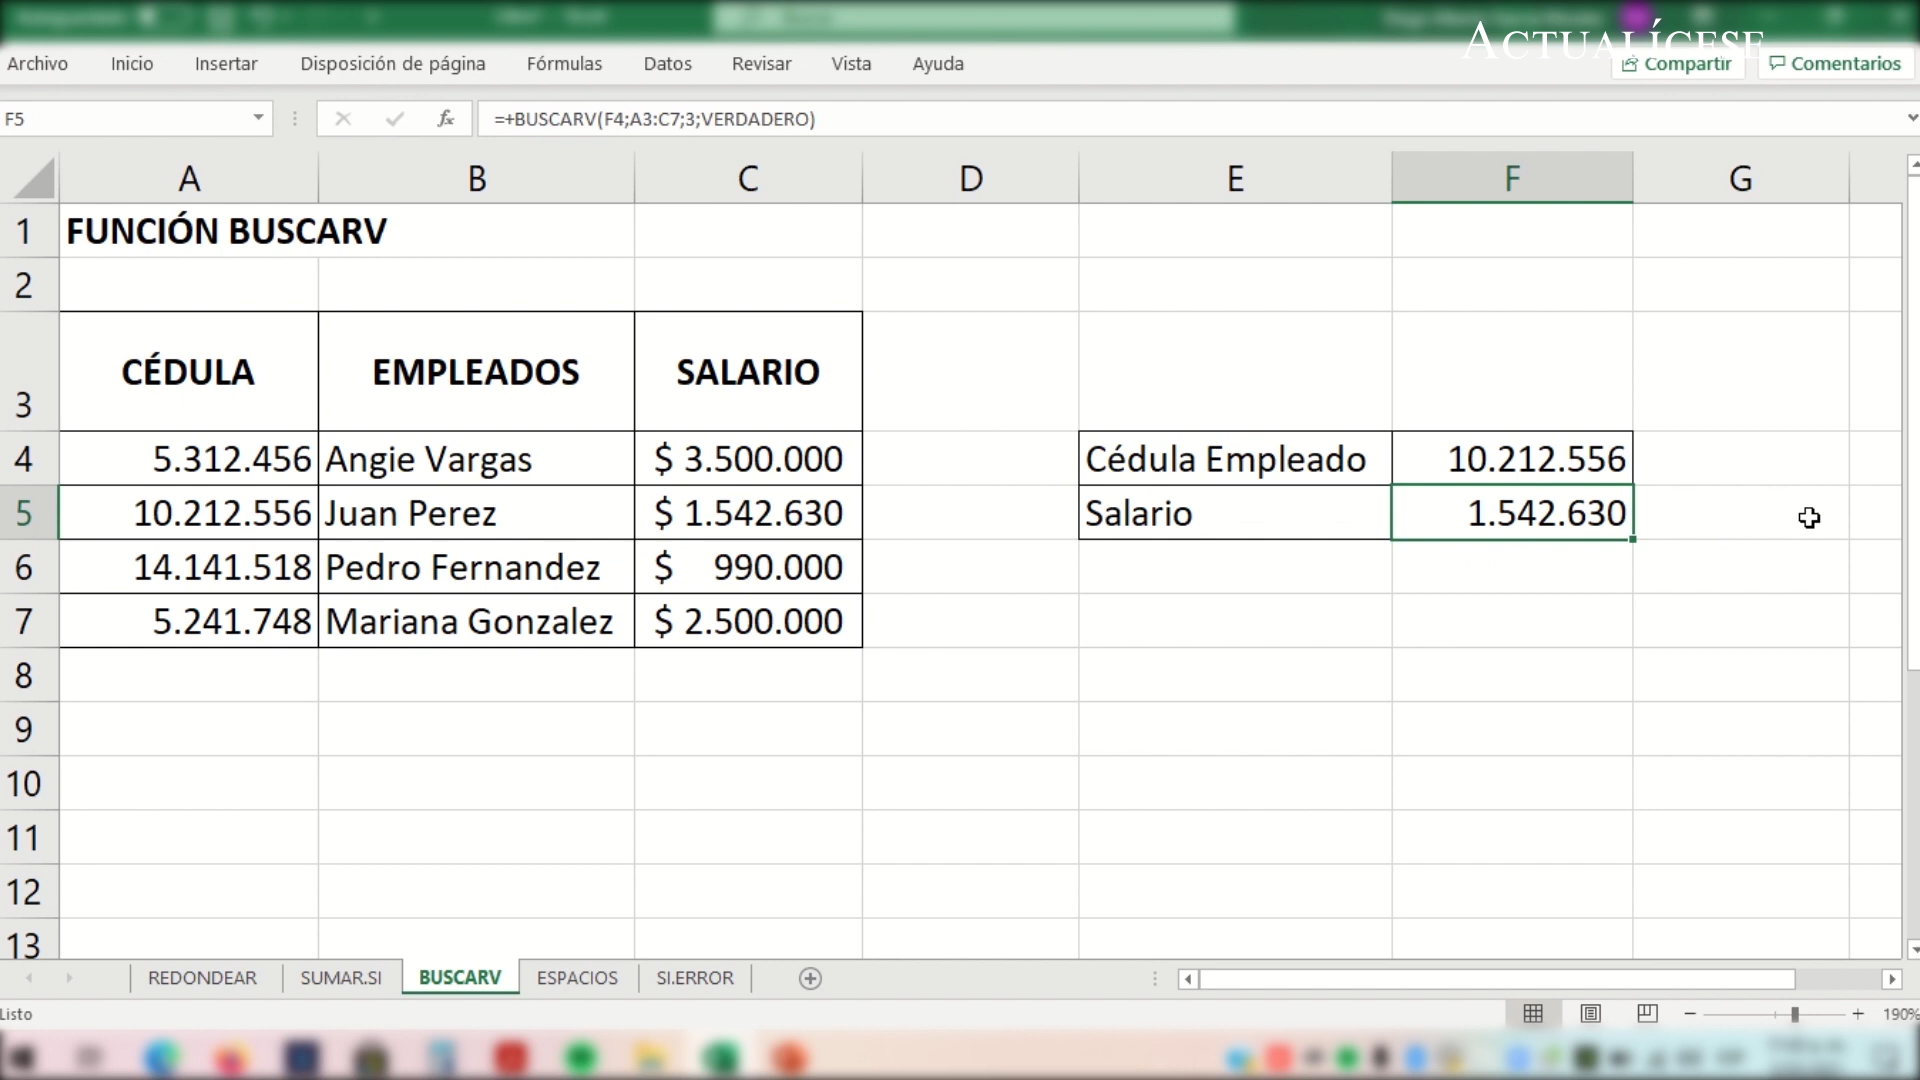 ACTUALÍCESE
Archivo Inicio Insertar Disposición de página Fórmulas Datos Revisar Vista Ayuda Compartir Comentarios
F5 fx =+BUSCARV(F4;A3:C7;3;VERDADERO)
A B C D E F G
1 FUNCIÓN BUSCARV
2
3 CÉDULA EMPLEADOS SALARIO
4 5.312.456 Angie Vargas $ 3.500.000 Cédula Empleado 10.212.556
5 10.212.556 Juan Perez $ 1.542.630 Salario 1.542.630
6 14.141.518 Pedro Fernandez $ 990.000
7 5.241.748 Mariana Gonzalez $ 2.500.000
8
9
10
11
12
13
REDONDEAR SUMAR.SI BUSCARV ESPACIOS SI.ERROR
Listo 190%